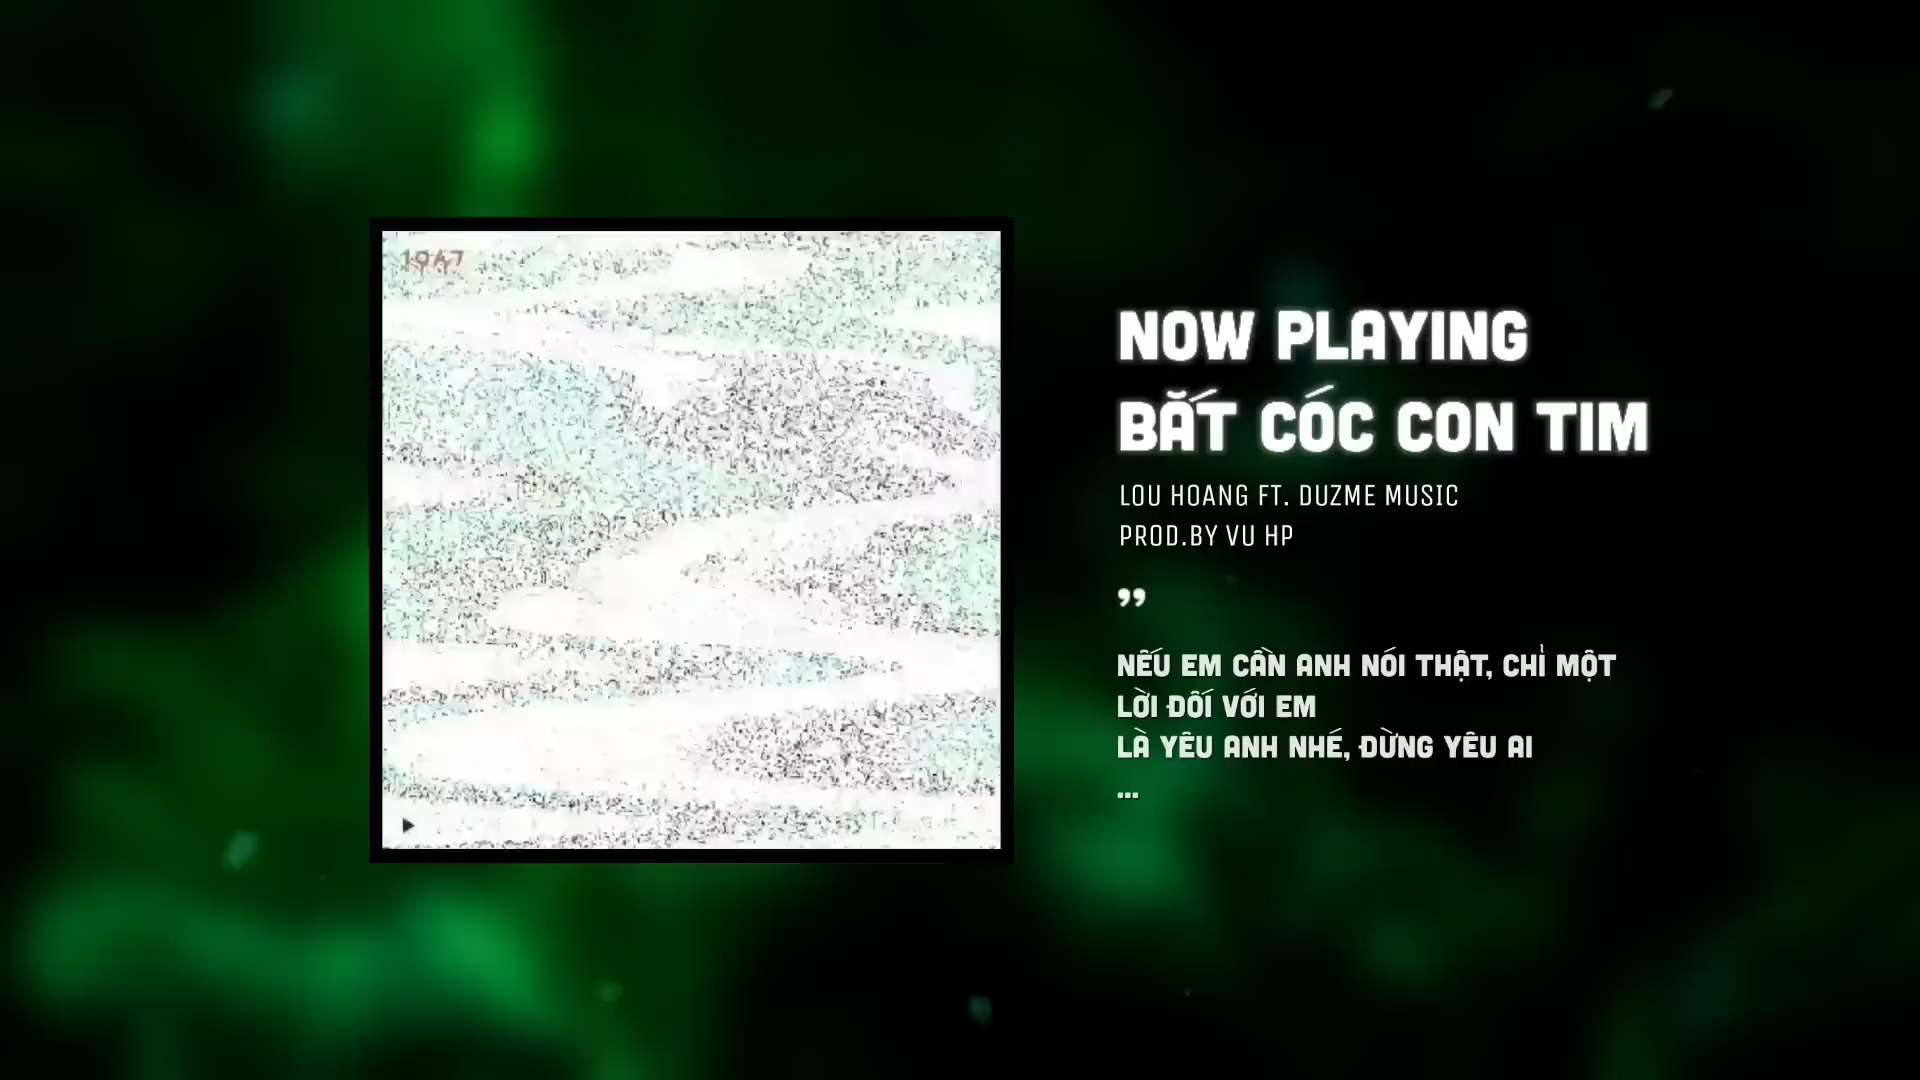 NOW PLAYING
BẮT CÓC CON TIM
LOU HOANG FT. DUZME MUSIC
PROD.BY VU HP
”
NẾU EM CẦN ANH NÓI THẬT, CHỈ MỘT
LỜI ĐỐI VỚI EM
LÀ YÊU ANH NHÉ, ĐỪNG YÊU AI
...